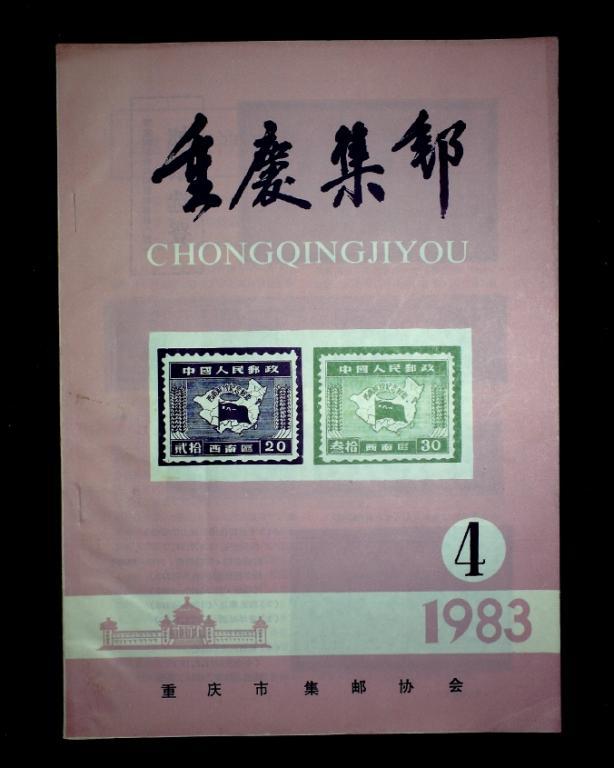 重慶集郵
CHONGQINGJIYOU
中國人民郵政
貳拾 西南區 20
中國人民郵政
叁拾 西南區 30
4
1983
重庆市集邮协会